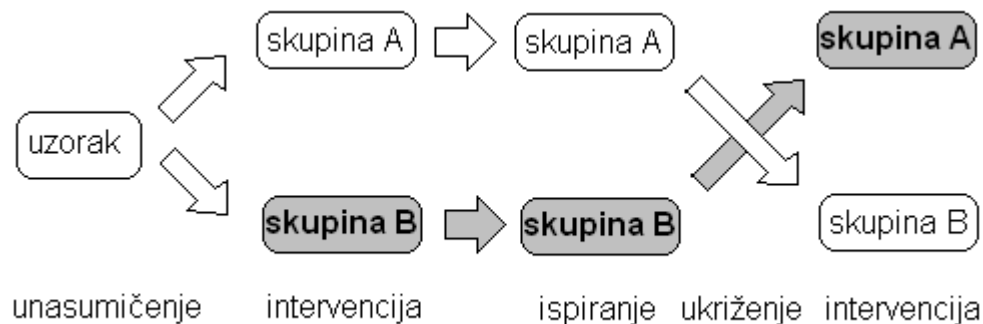 skupina A
skupina A
skupina A
uzorak
skupina B
skupina B
skupina B
unasumičenje
intervencija
ispiranje
ukriženje
intervencija